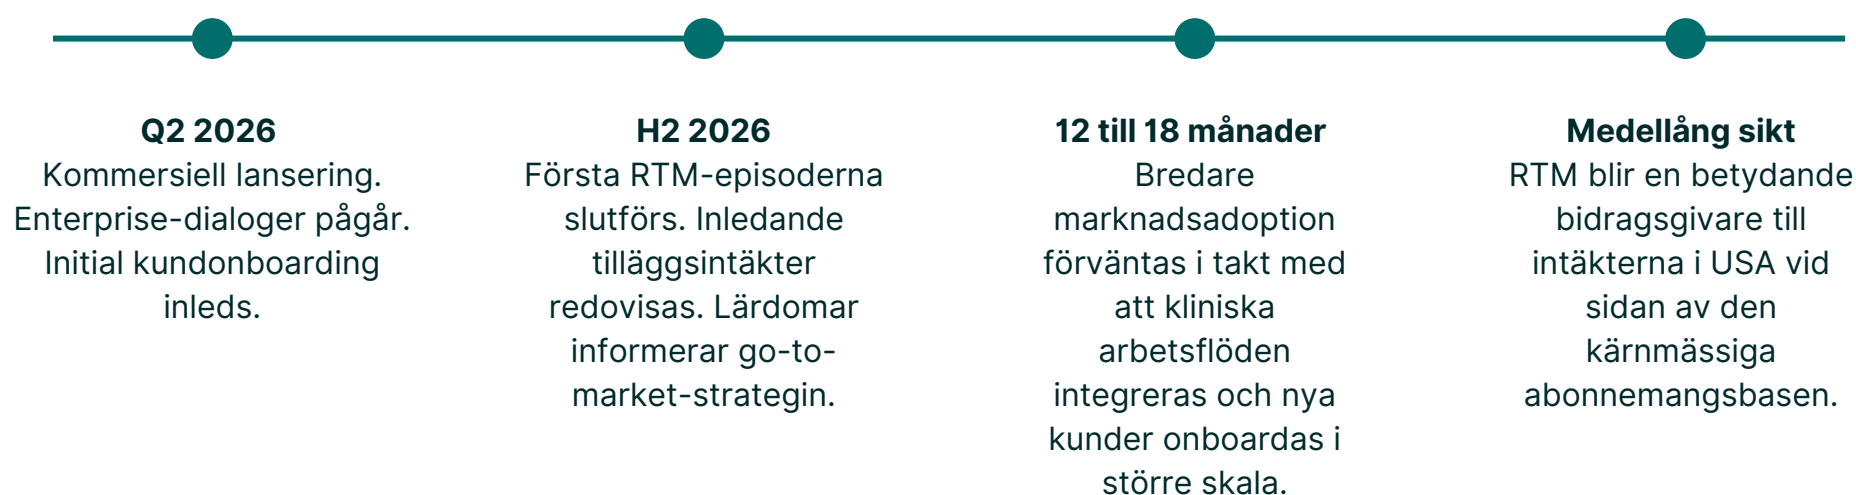 Q2 2026
Kommersiell lansering.
Enterprise-dialoger pågår.
Initial kundonboarding
inleds.
H2 2026
Första RTM-episoderna
slutförs. Inledande
tilläggsintäkter
redovisas. Lärdomar
informerar go-to-
market-strategin.
12 till 18 månader
Bredare
marknadsadoption
förväntas i takt med
att kliniska
arbetsflöden
integreras och nya
kunder onboardas i
större skala.
Medellång sikt
RTM blir en betydande
bidragsgivare till
intäkterna i USA vid
sidan av den
kärnmässiga
abonnemangsbasen.